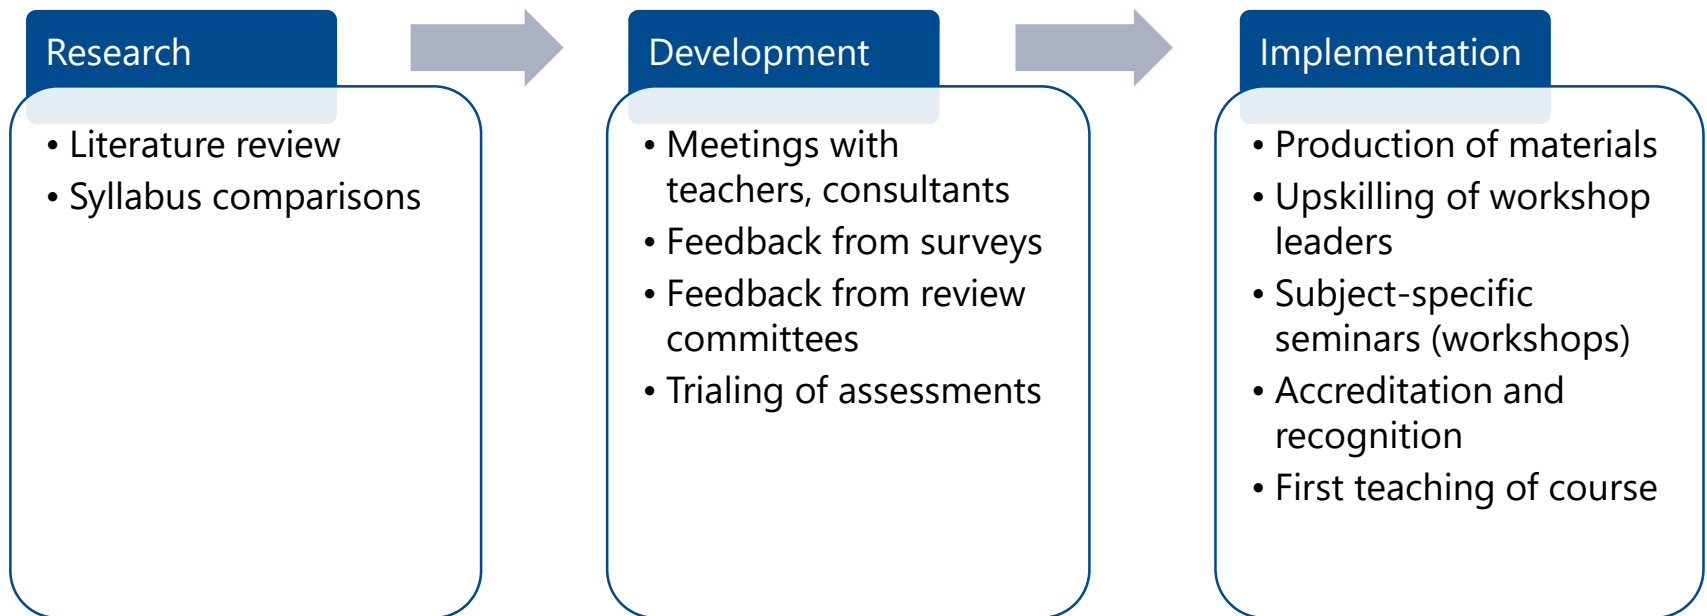 Research
• Literature review
• Syllabus comparisons
Development
• Meetings with
teachers, consultants
• Feedback from surveys
• Feedback from review
committees
• Trialing of assessments
Implementation
• Production of materials
• Upskilling of workshop
leaders
• Subject-specific
seminars (workshops)
• Accreditation and
recognition
• First teaching of course